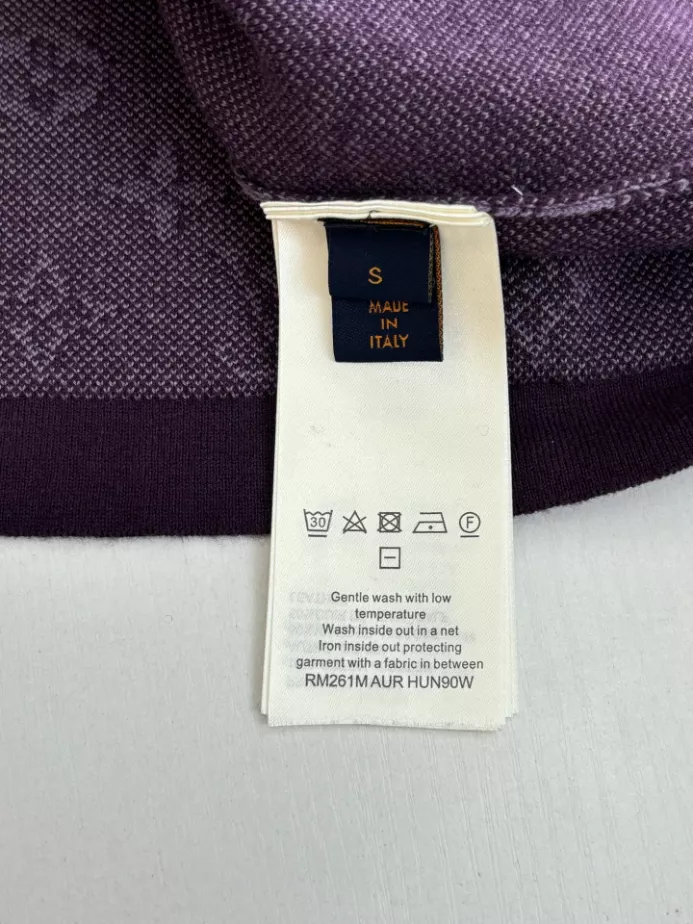 S
MADE
IN
ITALY
30
F
Gentle wash with low
temperature
Wash inside out in a net
Iron inside out protecting
garment with a fabric in between
RM261M AUR HUN90W